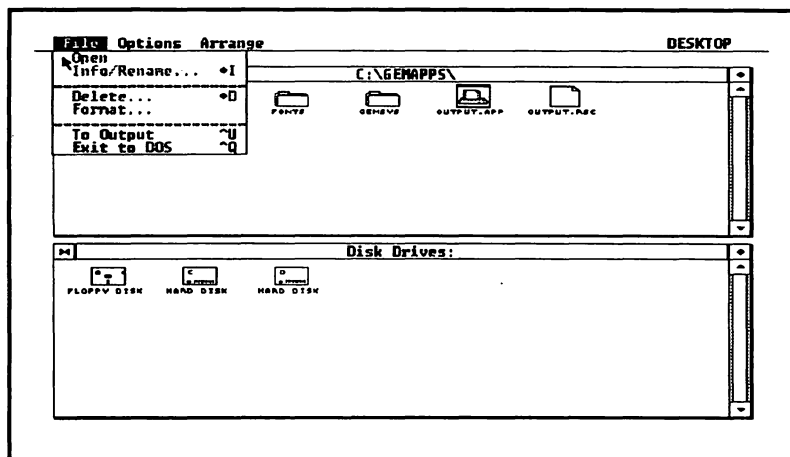 File Options Arrange DESKTOP
Open
Info/Rename... ◆I
Delete... ◆D
Format...
To Output ^U
Exit to DOS ^Q
C:\GEMAPPS\
FONTS GEMSYS OUTPUT.APP OUTPUT.RSC
Disk Drives:
A C D
FLOPPY DISK HARD DISK HARD DISK